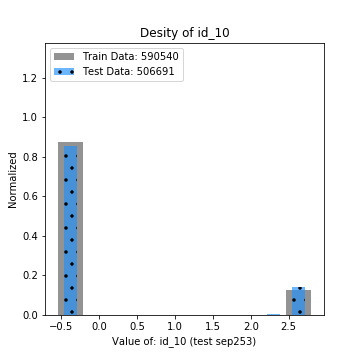 Desity of id_10
Train Data: 590540
Test Data: 506691
Normalized
1.2
1.0
0.8
0.6
0.4
0.2
0.0
−0.5 0.0 0.5 1.0 1.5 2.0 2.5
Value of: id_10 (test sep253)